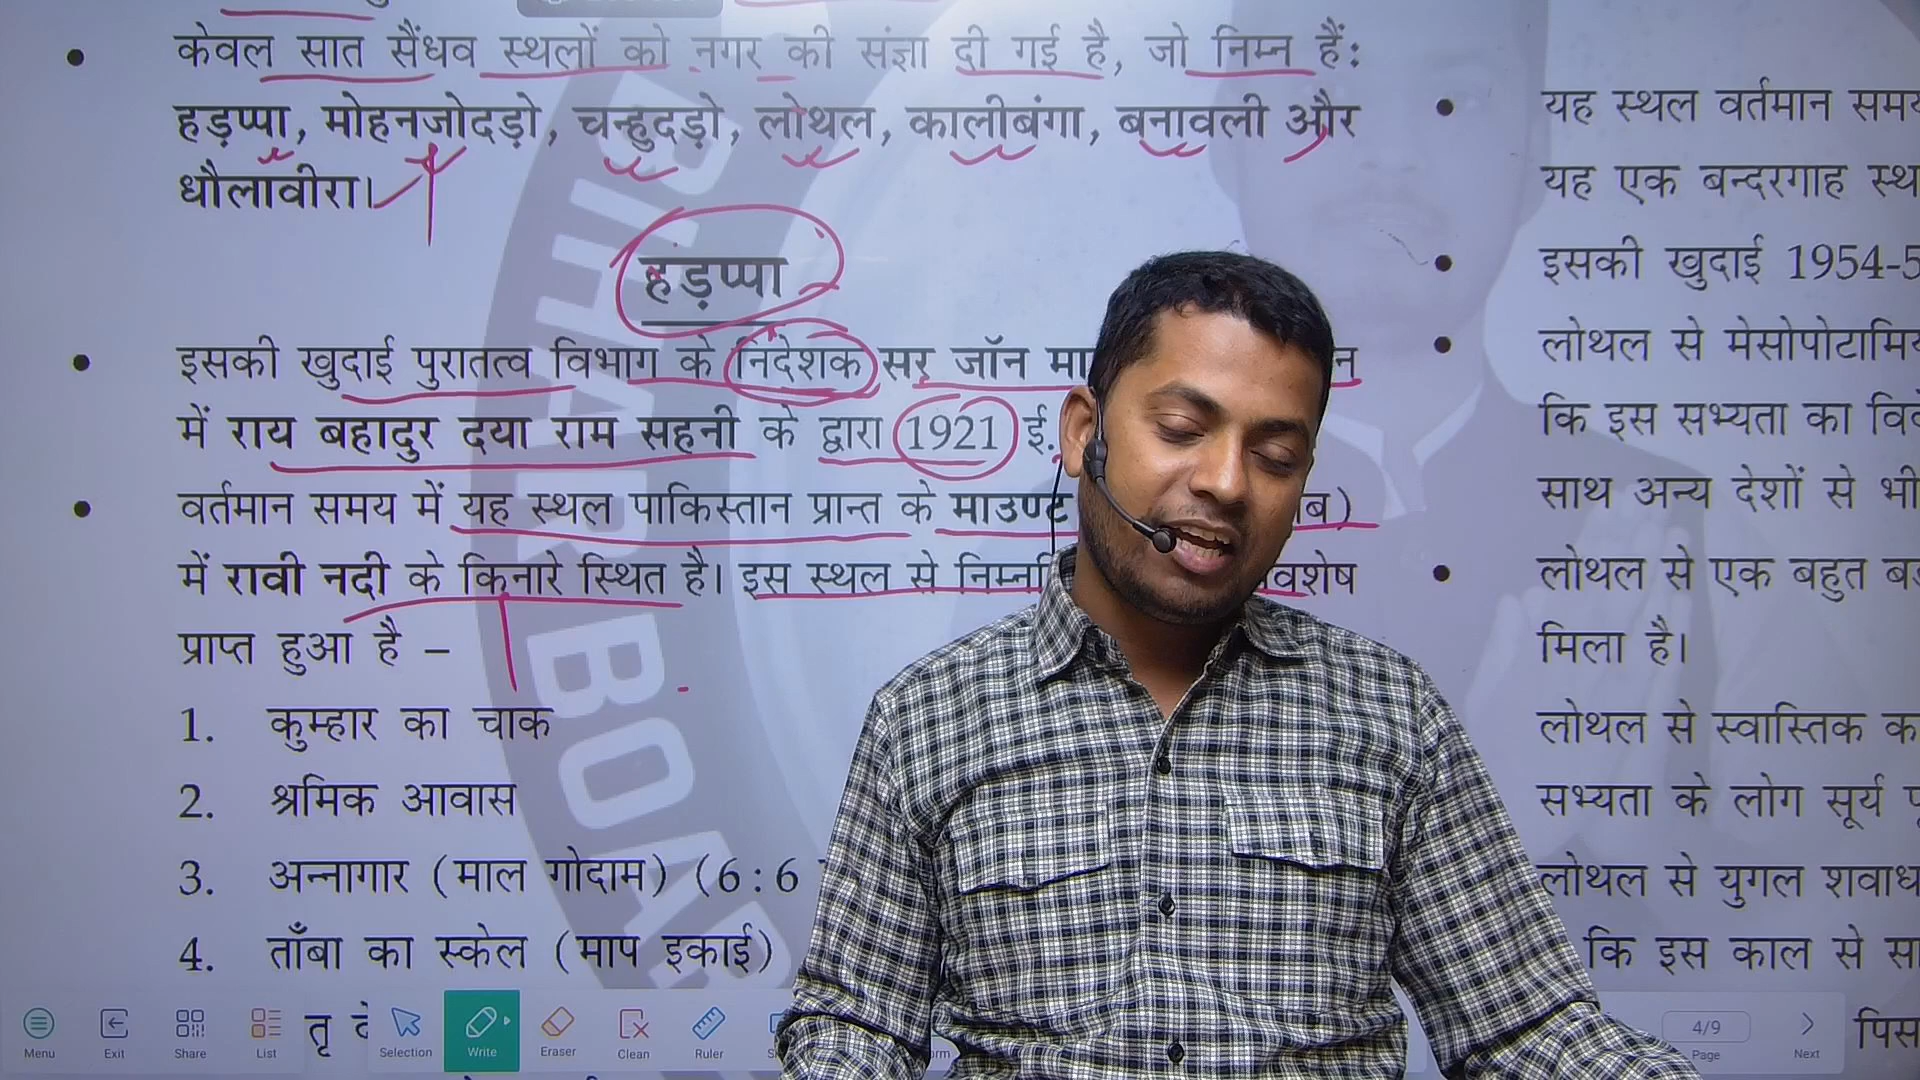 केवल सात सैंधव स्थलों को नगर की संज्ञा दी गई है, जो निम्न हैं:
हड़प्पा, मोहनजोदड़ो, चन्हुदड़ो, लोथल, कालीबंगा, बनावली और
धौलावीरा।
हड़प्पा
इसकी खुदाई पुरातत्व विभाग के निदेशक सर जॉन
में राय बहादुर दया राम सहनी के द्वारा 1921 ई.
वर्तमान समय में यह स्थल पाकिस्तान प्रान्त के माउण्ट
में रावी नदी के किनारे स्थित है। इस स्थल से
प्राप्त हुआ है –
1. कुम्हार का चाक
2. श्रमिक आवास
3. अन्नागार (माल गोदाम) (6:6
4. ताँबा का स्केल (माप इकाई)
यह स्थल वर्तमान
यह एक बन्दरगाह
इसकी खुदाई 1954-5
लोथल से
कि इस सभ्यता का
साथ अन्य देशों से भी
लोथल से एक बहुत
मिला है।
लोथल से स्वास्तिक
सभ्यता के लोग सूर्य
लोथल से युगल
कि इस काल से
BIHAR BOARD
Menu
Exit
Share
List
Selection
Write
Eraser
Clean
Ruler
4/9
Page
Next